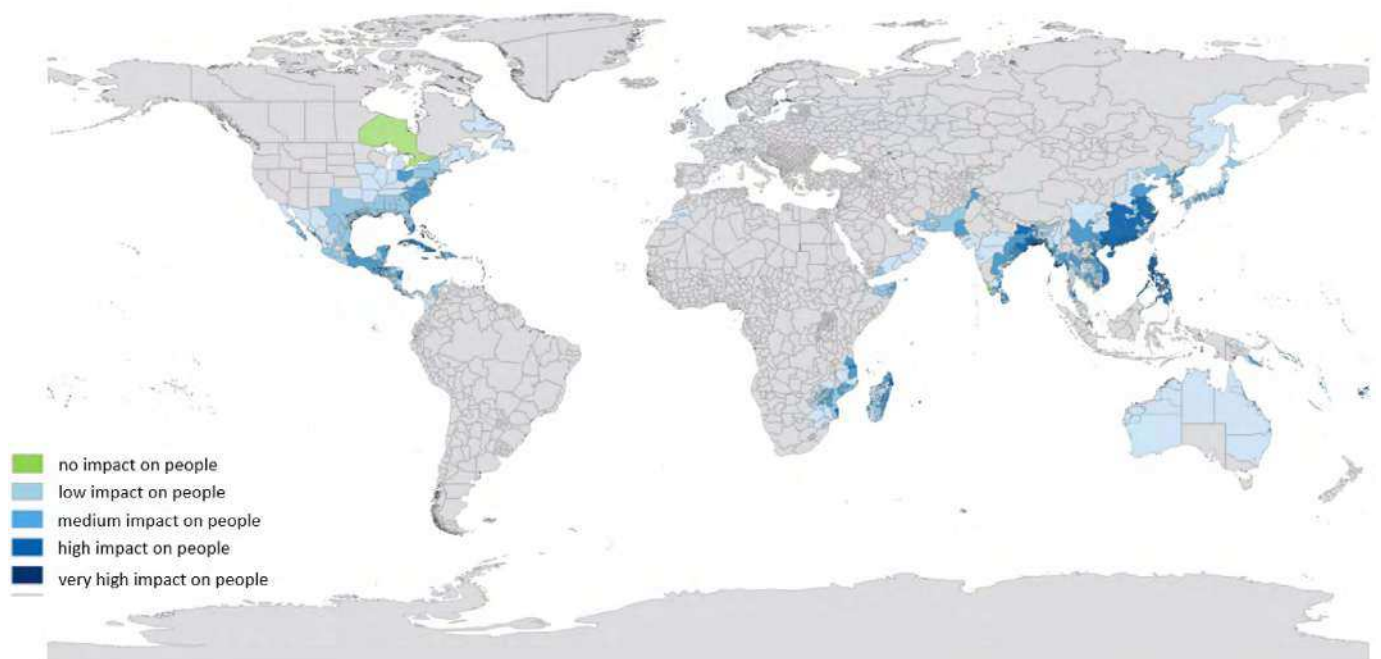 no impact on people
low impact on people
medium impact on people
high impact on people
very high impact on people